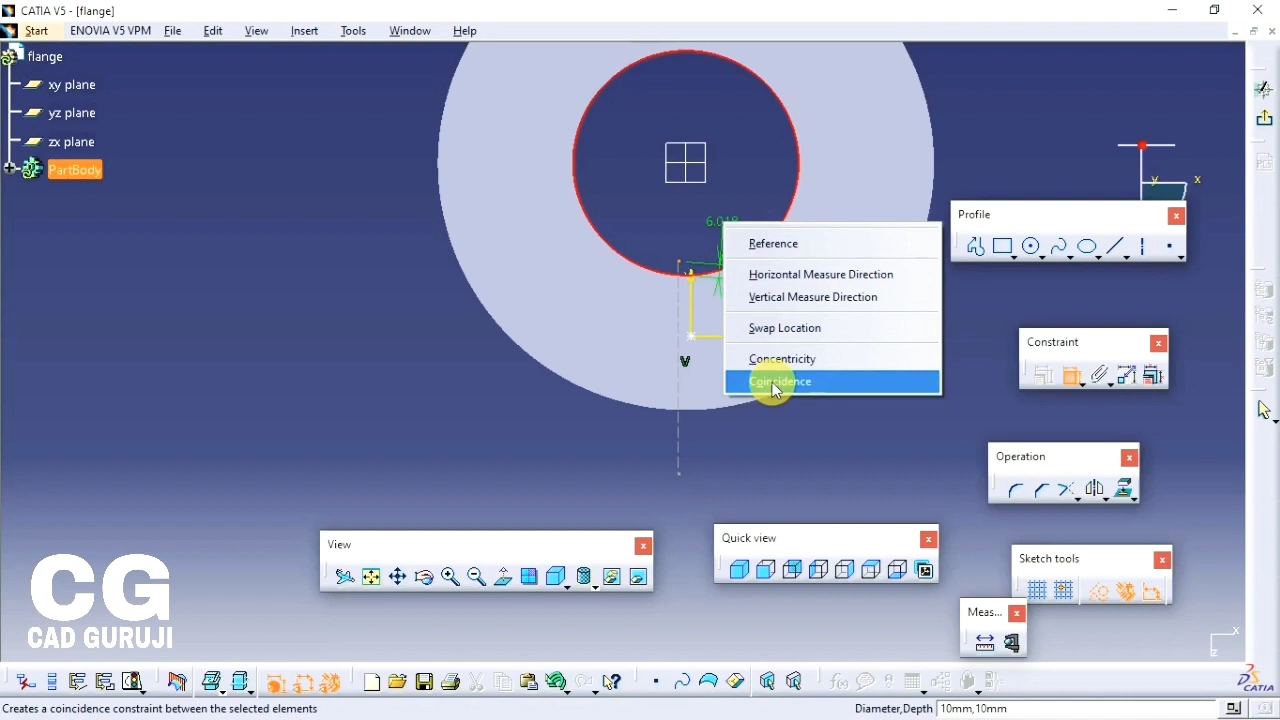 CATIA V5 - [flange]
Start ENOVIA V5 VPM File Edit View Insert Tools Window Help
flange
xy plane
yz plane
zx plane
PartBody
y x
Profile
6.018
Reference
Horizontal Measure Direction
Vertical Measure Direction
Swap Location
Concentricity
Coincidence
V
Constraint
Operation
View
Quick view
Sketch tools
Meas...
CG
CAD GURUJI
x
z
CATIA
Creates a coincidence constraint between the selected elements
Diameter,Depth 10mm,10mm